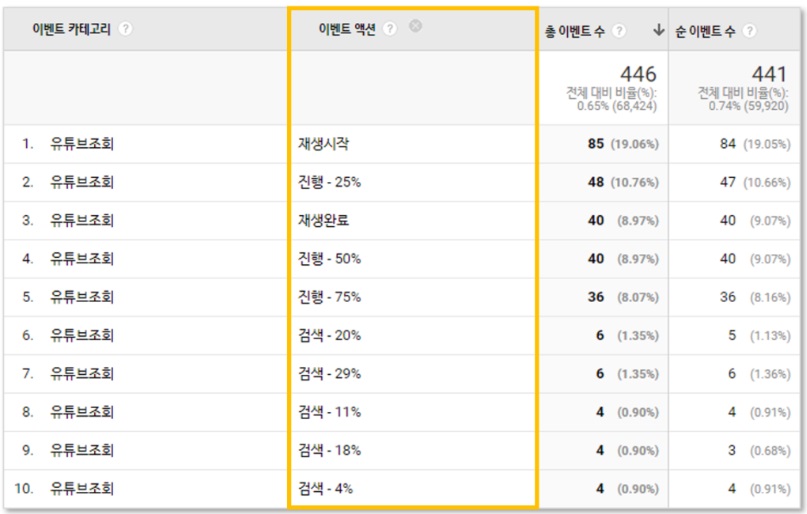 이벤트 카테고리 ? 이벤트 액션 ? 총 이벤트 수 ? ↓ 순 이벤트 수 ?
446 441
전체 대비 비율(%): 전체 대비 비율(%):
0.65% (68,424) 0.74% (59,920)
1. 유튜브조회 재생시작 85 (19.06%) 84 (19.05%)
2. 유튜브조회 진행 - 25% 48 (10.76%) 47 (10.66%)
3. 유튜브조회 재생완료 40 (8.97%) 40 (9.07%)
4. 유튜브조회 진행 - 50% 40 (8.97%) 40 (9.07%)
5. 유튜브조회 진행 - 75% 36 (8.07%) 36 (8.16%)
6. 유튜브조회 검색 - 20% 6 (1.35%) 5 (1.13%)
7. 유튜브조회 검색 - 29% 6 (1.35%) 6 (1.36%)
8. 유튜브조회 검색 - 11% 4 (0.90%) 4 (0.91%)
9. 유튜브조회 검색 - 18% 4 (0.90%) 3 (0.68%)
10. 유튜브조회 검색 - 4% 4 (0.90%) 4 (0.91%)